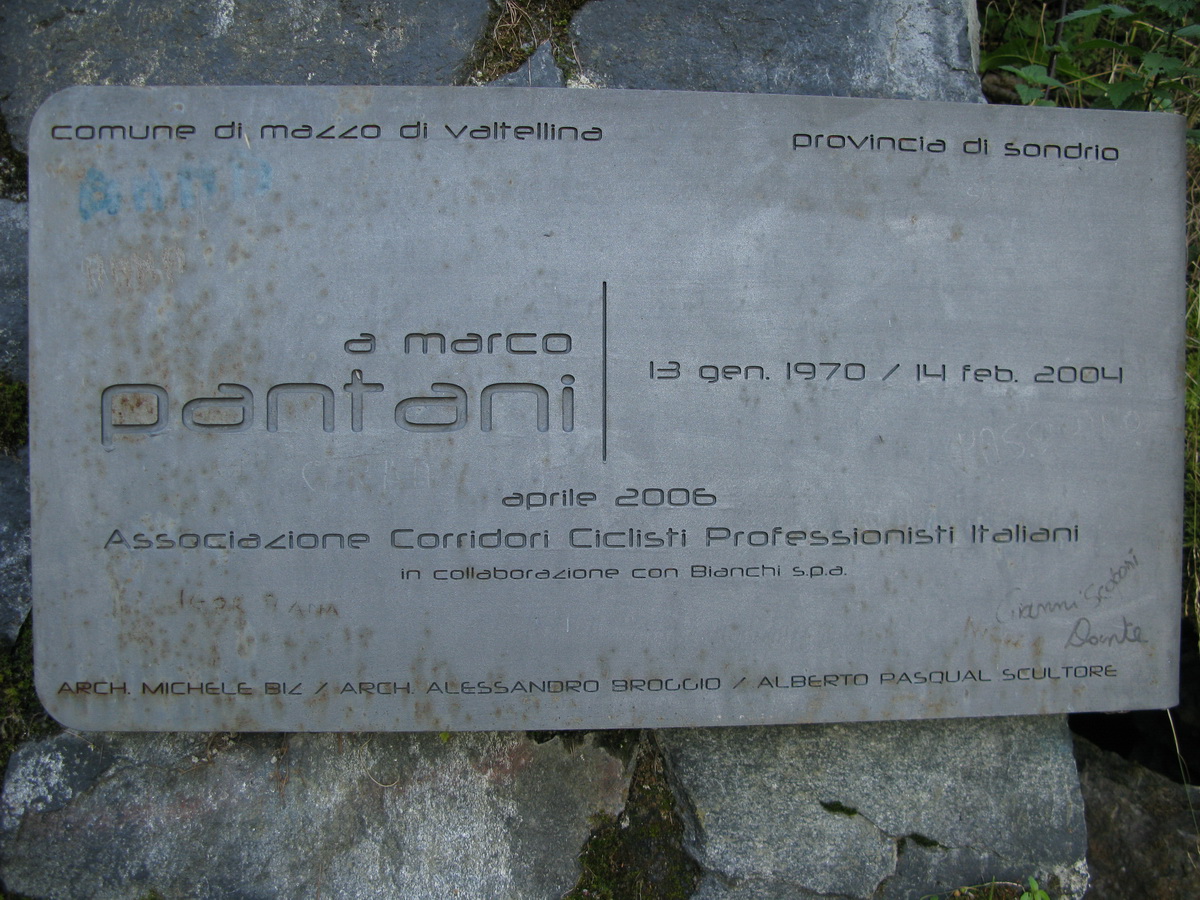 comune di mazzo di valtellina
provincia di sondrio
a marco
pantani
13 gen. 1970 / 14 feb. 2004
aprile 2006
Associazione Corridori Ciclisti Professionisti Italiani
in collaborazione con Bianchi s.p.a.
Dante
ARCH. MICHELE BIZ / ARCH. ALESSANDRO BROGGIO / ALBERTO PASQUAL SCULTORE